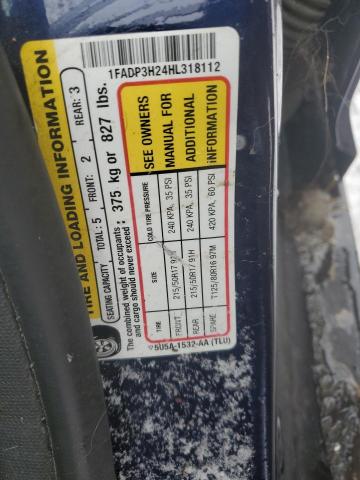 1FADP3H24HL318112
TIRE AND LOADING INFORMATION
SEATING CAPACITY TOTAL: 5 FRONT: 2 REAR: 3
The combined weight of occupants and cargo should never exceed: 375 kg or 827 lbs.
TIRE SIZE COLD TIRE PRESSURE
FRONT 215/50R17 91H 240 KPA, 35 PSI
REAR 215/50R17 91H 240 KPA, 35 PSI
SPARE T125/80R16 97M 420 KPA, 60 PSI
SEE OWNERS
MANUAL FOR
ADDITIONAL
INFORMATION
5U5A-1532-AA (TLU)